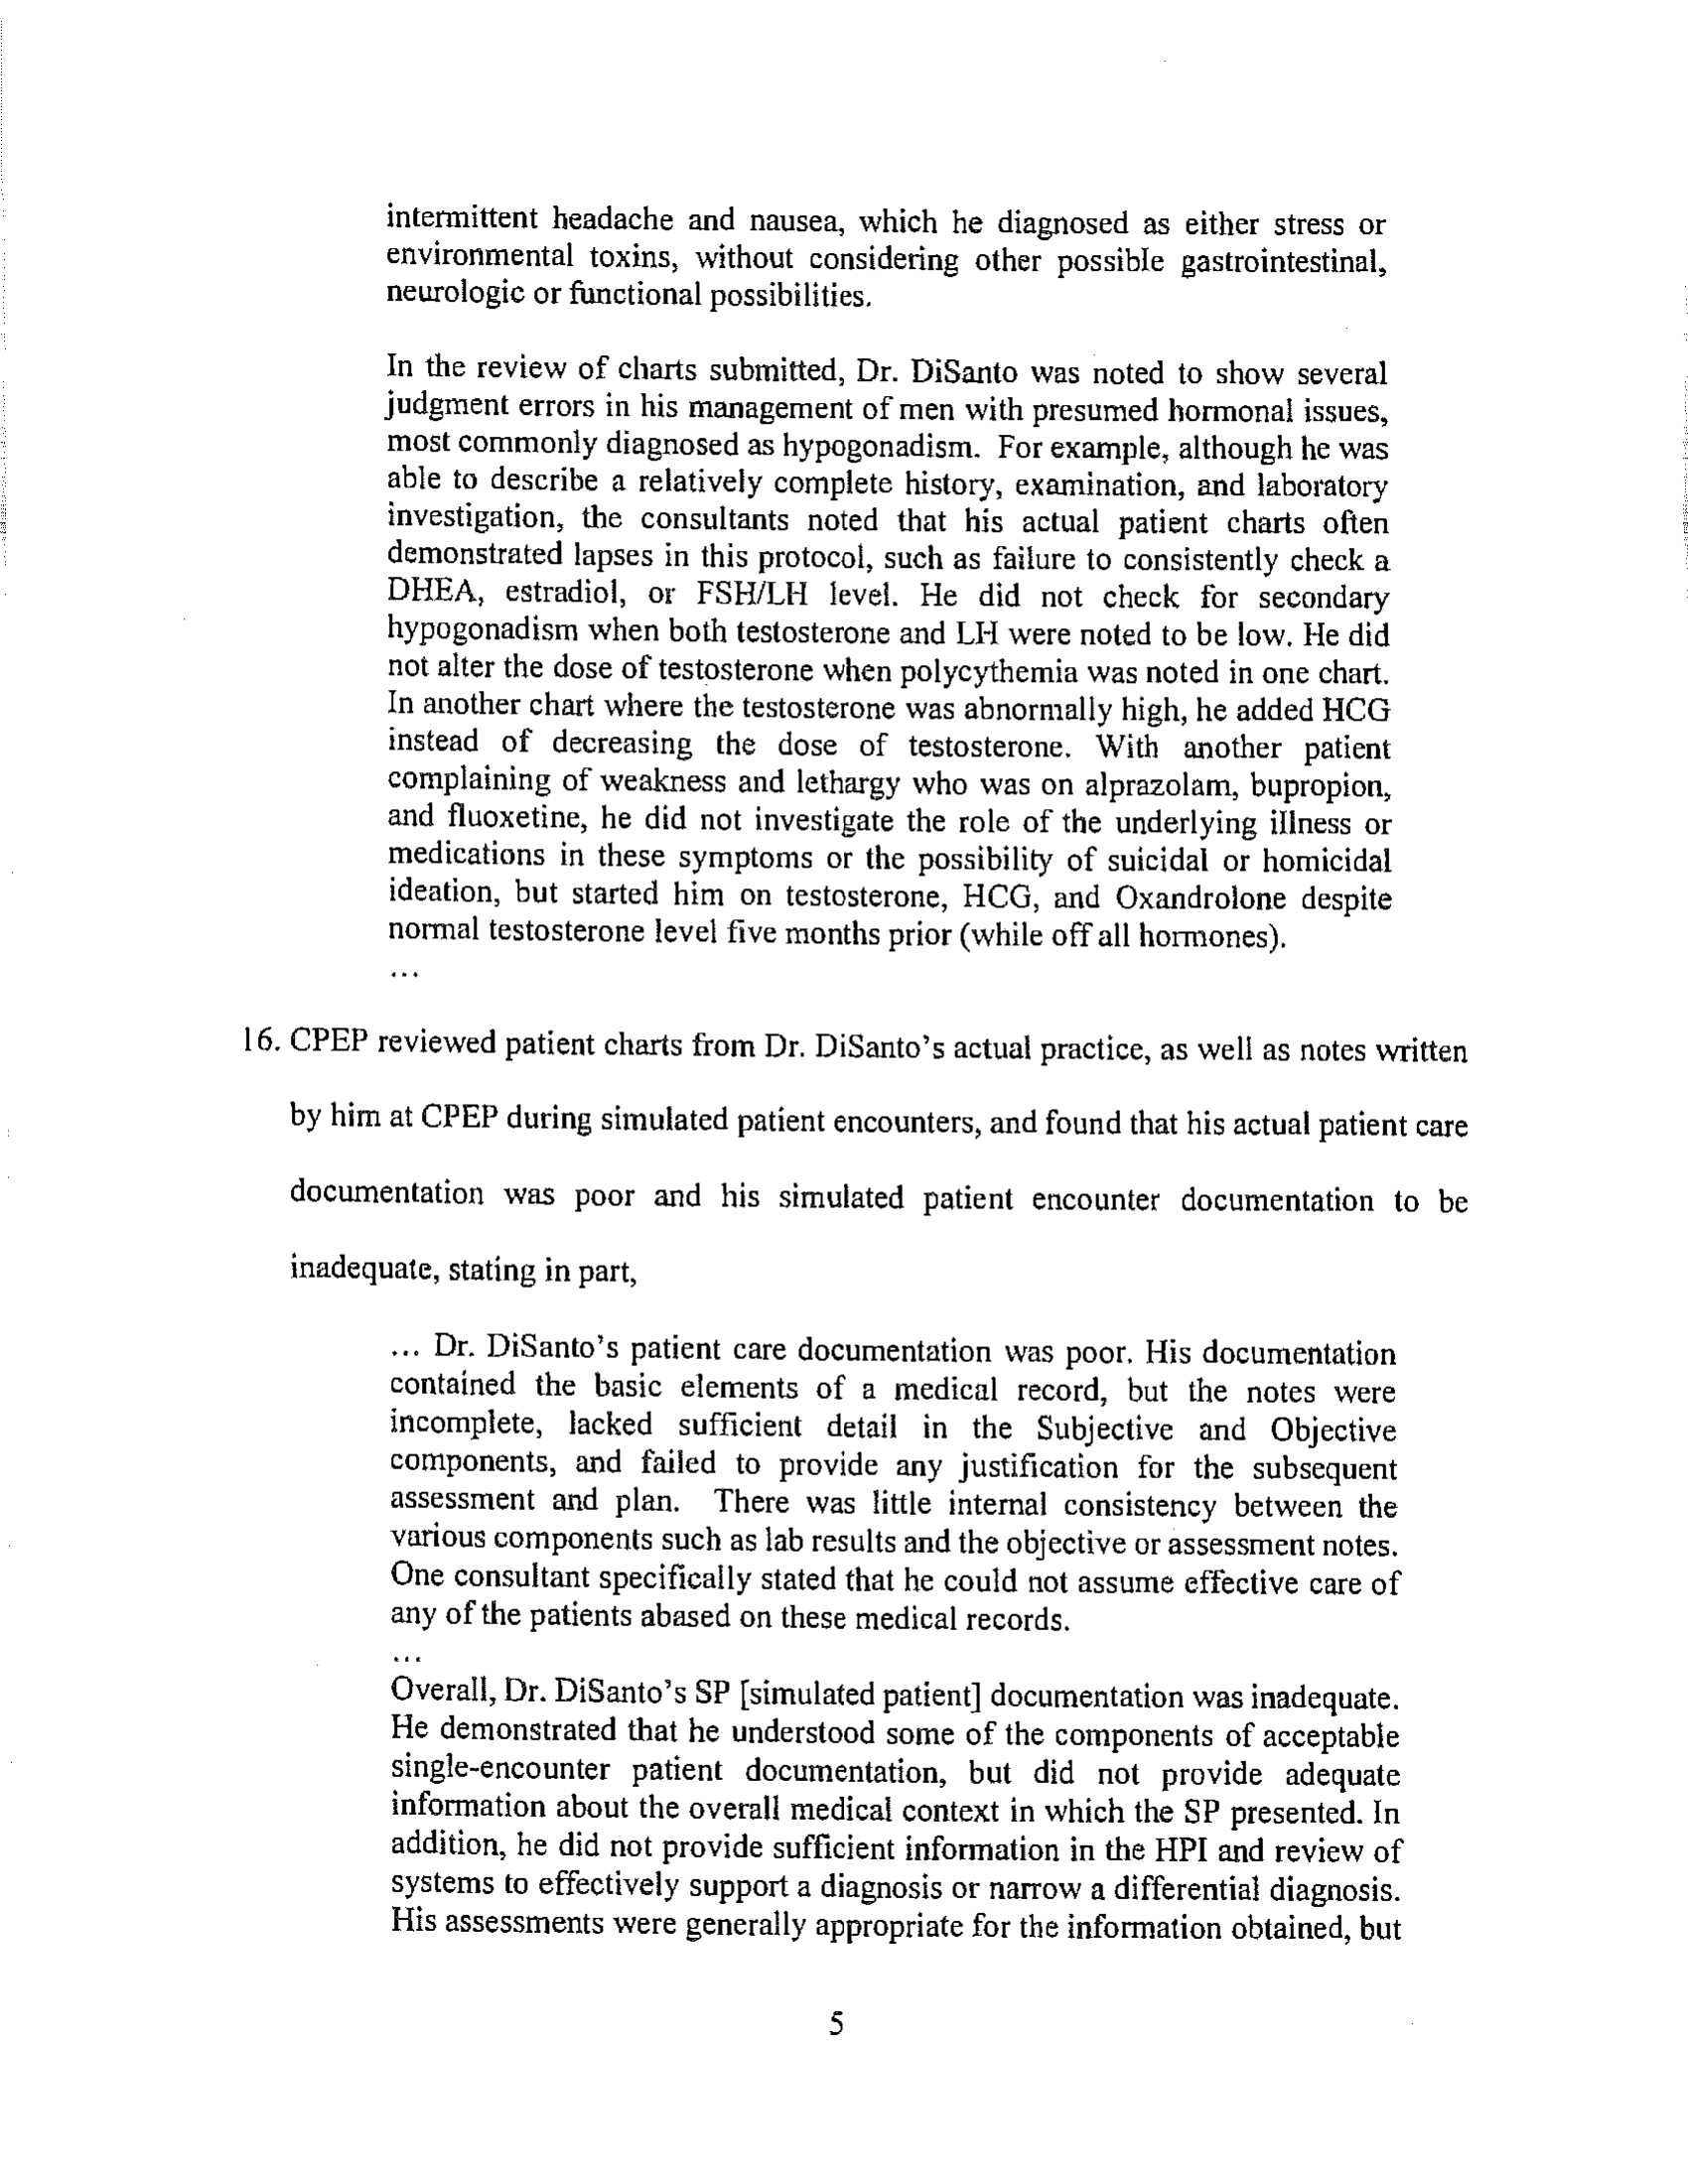 intermittent headache and nausea, which he diagnosed as either stress or
environmental toxins, without considering other possible gastrointestinal,
neurologic or functional possibilities.
In the review of charts submitted, Dr. DiSanto was noted to show several
judgment errors in his management of men with presumed hormonal issues,
most commonly diagnosed as hypogonadism. For example, although he was
able to describe a relatively complete history, examination, and laboratory
investigation, the consultants noted that his actual patient charts often
demonstrated lapses in this protocol, such as failure to consistently check a
DHEA, estradiol, or FSH/LH level. He did not check for secondary
hypogonadism when both testosterone and LH were noted to be low. He did
not alter the dose of testosterone when polycythemia was noted in one chart.
In another chart where the testosterone was abnormally high, he added HCG
instead of decreasing the dose of testosterone. With another patient
complaining of weakness and lethargy who was on alprazolam, bupropion,
and fluoxetine, he did not investigate the role of the underlying illness or
medications in these symptoms or the possibility of suicidal or homicidal
ideation, but started him on testosterone, HCG, and Oxandrolone despite
normal testosterone level five months prior (while off all hormones).
...
16. CPEP reviewed patient charts from Dr. DiSanto's actual practice, as well as notes written
by him at CPEP during simulated patient encounters, and found that his actual patient care
documentation was poor and his simulated patient encounter documentation to be
inadequate, stating in part,
... Dr. DiSanto's patient care documentation was poor. His documentation
contained the basic elements of a medical record, but the notes were
incomplete, lacked sufficient detail in the Subjective and Objective
components, and failed to provide any justification for the subsequent
assessment and plan. There was little internal consistency between the
various components such as lab results and the objective or assessment notes.
One consultant specifically stated that he could not assume effective care of
any of the patients abased on these medical records.
...
Overall, Dr. DiSanto's SP [simulated patient] documentation was inadequate.
He demonstrated that he understood some of the components of acceptable
single-encounter patient documentation, but did not provide adequate
information about the overall medical context in which the SP presented. In
addition, he did not provide sufficient information in the HPI and review of
systems to effectively support a diagnosis or narrow a differential diagnosis.
His assessments were generally appropriate for the information obtained, but
5